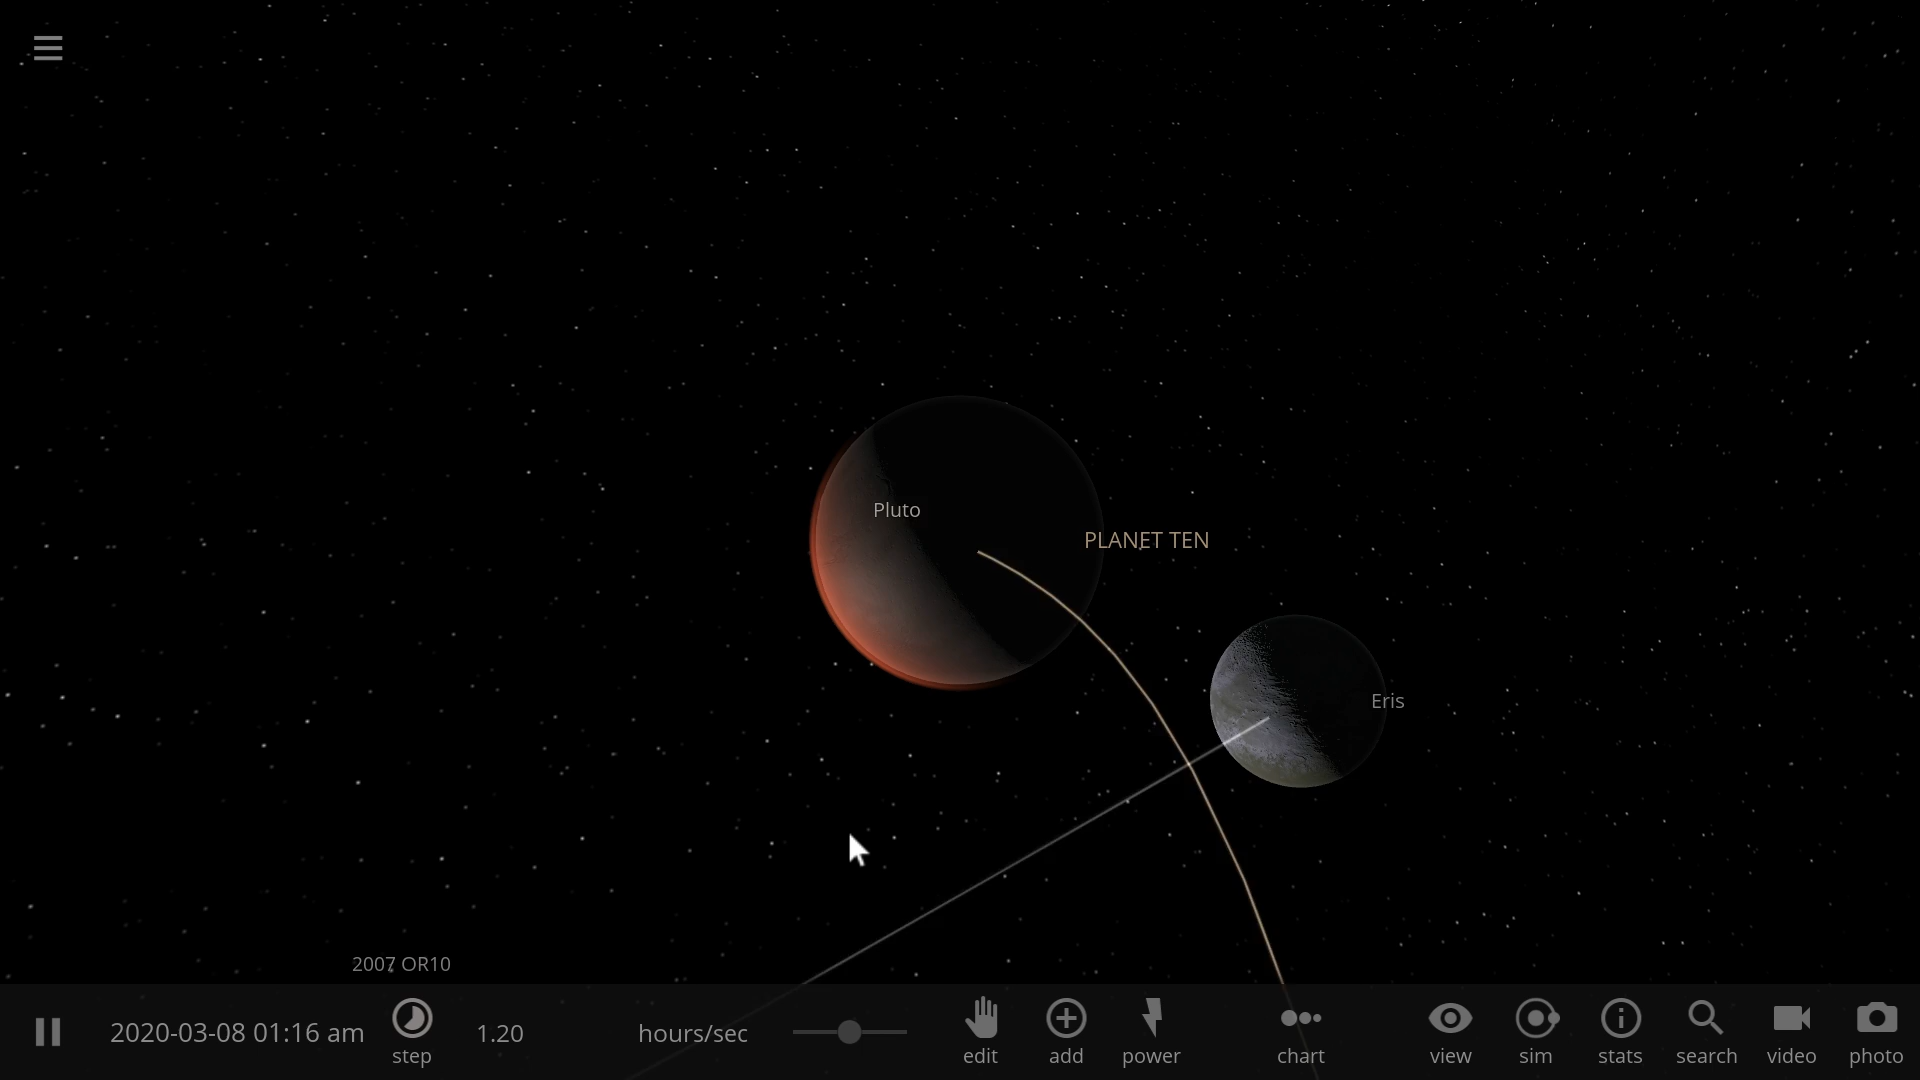 Pluto
PLANET TEN
Eris
2007 OR10
2020-03-08 01:16 am
step
1.20
hours/sec
edit
add
power
chart
view
sim
stats
search
video
photo